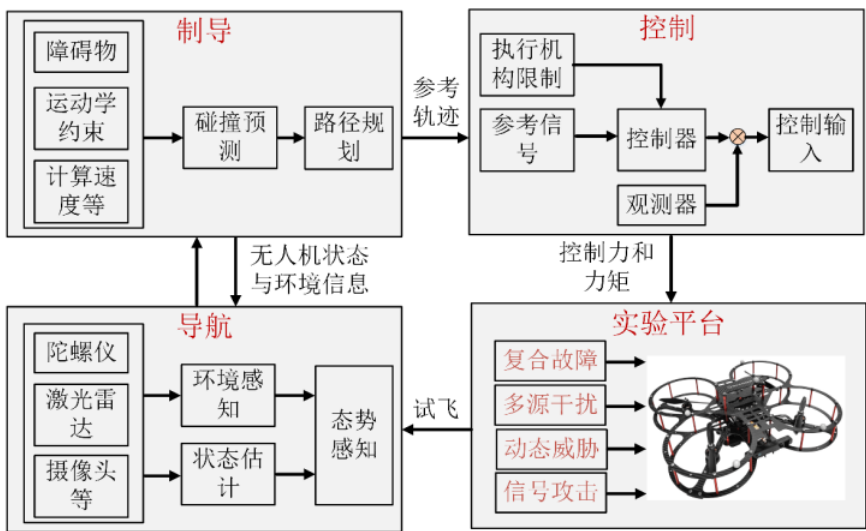 制导
障碍物
运动学
约束
计算速
度等
碰撞预
测
路径规
划
参考
轨迹
控制
执行机
构限制
参考信
号
控制器
观测器
控制输
入
无人机状态
与环境信息
控制力和
力矩
导航
陀螺仪
激光雷
达
摄像头
等
环境感
知
状态估
计
态势
感知
试飞
实验平台
复合故障
多源干扰
动态威胁
信号攻击